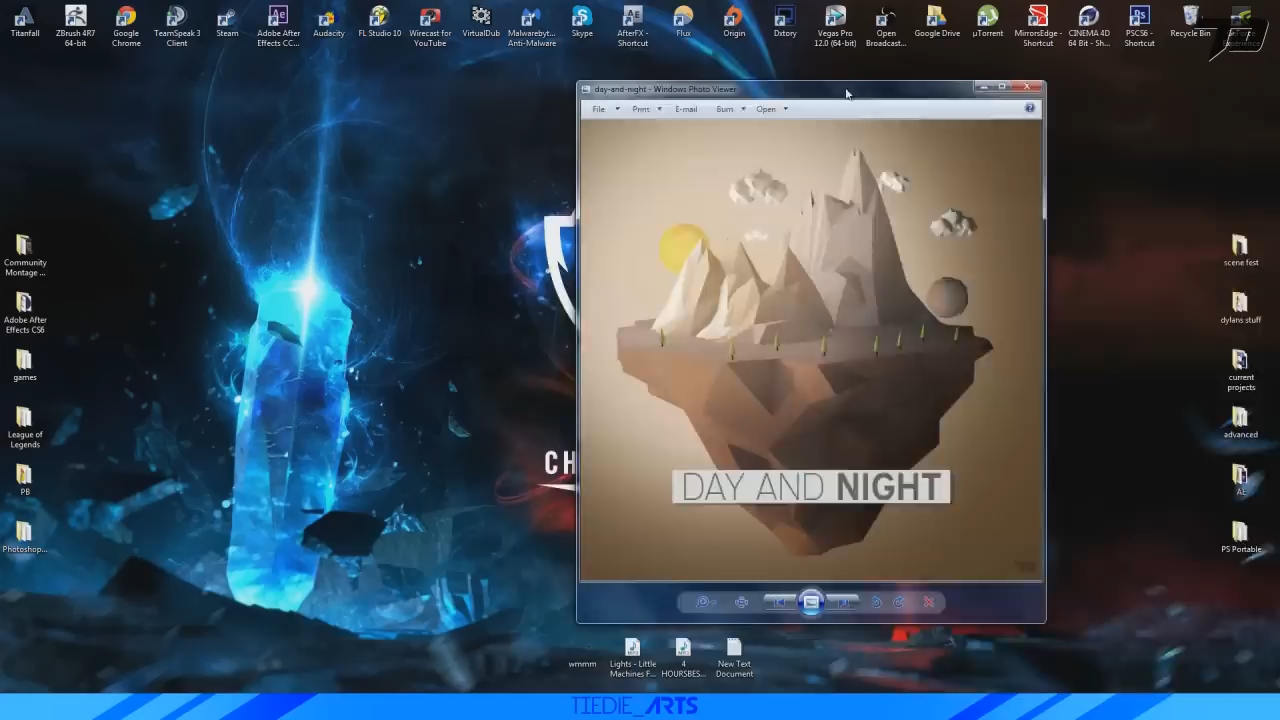 Titanfall
ZBrush 4R7
64-bit
Google
Chrome
TeamSpeak 3
Client
Steam
Adobe After
Effects CC...
Audacity
FL Studio 10
Wirecast for
YouTube
VirtualDub
Malwarebyt...
Anti-Malware
Skype
AfterFX -
Shortcut
Flux
Origin
Dxtory
Vegas Pro
12.0 (64-bit)
Open
Broadcast...
Google Drive
µTorrent
MirrorsEdge -
Shortcut
CINEMA 4D
64 Bit - Sh...
PSCS6 -
Shortcut
Recycle Bin
Experience
day-and-night - Windows Photo Viewer
File
Print
E-mail
Burn
Open
DAY AND NIGHT
Community
Montage ...
Adobe After
Effects CS6
games
League of
Legends
PB
Photoshop...
CH
scene fest
dylans stuff
current
projects
advanced
AE
PS Portable
wmmm
Lights - Little
Machines F...
4
HOURSBES...
New Text
Document
TIEDIE_ARTS